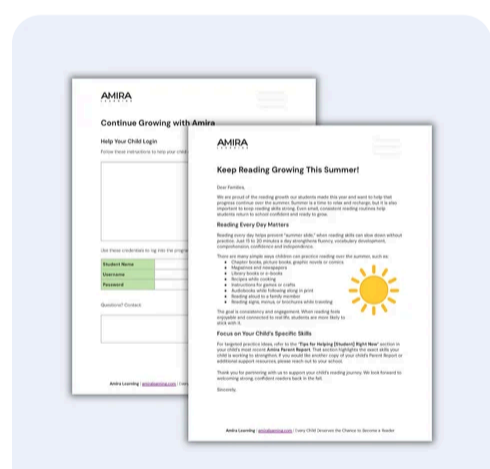 AMIRA
LEARNING
Continue Growing with Amira
Help Your Child Login
Follow these instructions to help your child
Use these credentials to log into the program
Student Name
Username
Password
Questions? Contact
Amira Learning | amiralearning.com | Every
AMIRA
LEARNING
Keep Reading Growing This Summer!
Dear Families,
We are proud of the reading growth our students made this year and want to help that
progress continue over the summer. Summer is a time to relax and recharge, but it is also
important to keep reading skills strong. Even small, consistent reading routines help
students return to school confident and ready to grow.
Reading Every Day Matters
Reading every day helps prevent "summer slide," when reading skills can slow down without
practice. Just 15 to 20 minutes a day strengthens fluency, vocabulary development,
comprehension, confidence and independence.
There are many simple ways children can practice reading over the summer, such as:
Chapter books, picture books, graphic novels or comics
Magazines and newspapers
Library books or e-books
Recipes while cooking
Instructions for games or crafts
Audiobooks while following along in print
Reading aloud to a family member
Reading signs, menus, or brochures while traveling
The goal is consistency and engagement. When reading feels
enjoyable and connected to real life, students are more likely to
stick with it.
Focus on Your Child's Specific Skills
For targeted practice ideas, refer to the "Tips for Helping [Student] Right Now" section in
your child's most recent Amira Parent Report. That section highlights the exact skills your
child is working to strengthen. If you would like another copy of your child's Parent Report or
additional support resources, please reach out to your school.
Thank you for partnering with us to support your child's reading journey. We look forward to
welcoming strong, confident readers back in the fall.
Sincerely,
Amira Learning | amiralearning.com | Every Child Deserves the Chance to Become a Reader